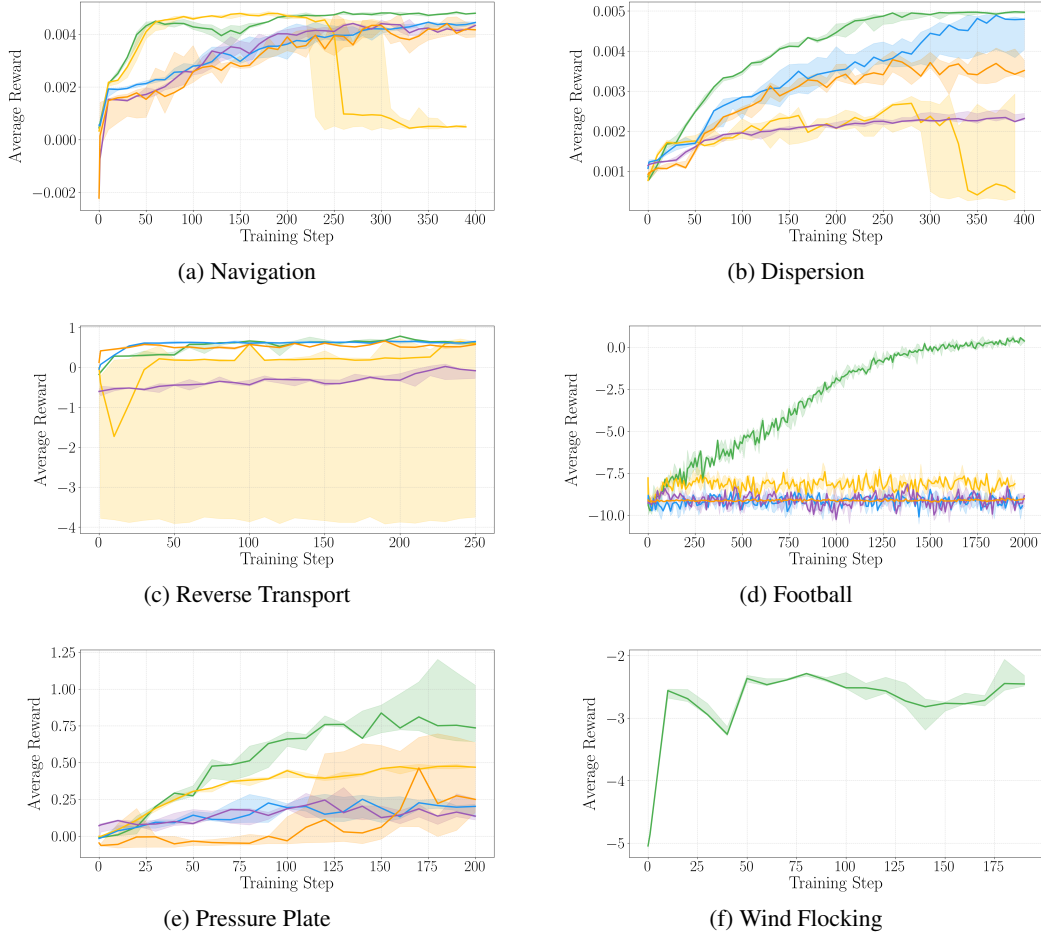 Average Reward
0.004
0.002
0.000
−0.002
0 50 100 150 200 250 300 350 400
Training Step
(a) Navigation
Average Reward
0.005
0.004
0.003
0.002
0.001
0 50 100 150 200 250 300 350 400
Training Step
(b) Dispersion
Average Reward
1
0
−1
−2
−3
−4
0 50 100 150 200 250
Training Step
(c) Reverse Transport
Average Reward
0.0
−2.5
−5.0
−7.5
−10.0
0 250 500 750 1000 1250 1500 1750 2000
Training Step
(d) Football
Average Reward
1.25
1.00
0.75
0.50
0.25
0.00
0 25 50 75 100 125 150 175 200
Training Step
(e) Pressure Plate
Average Reward
−2
−3
−4
−5
0 25 50 75 100 125 150 175
Training Step
(f) Wind Flocking